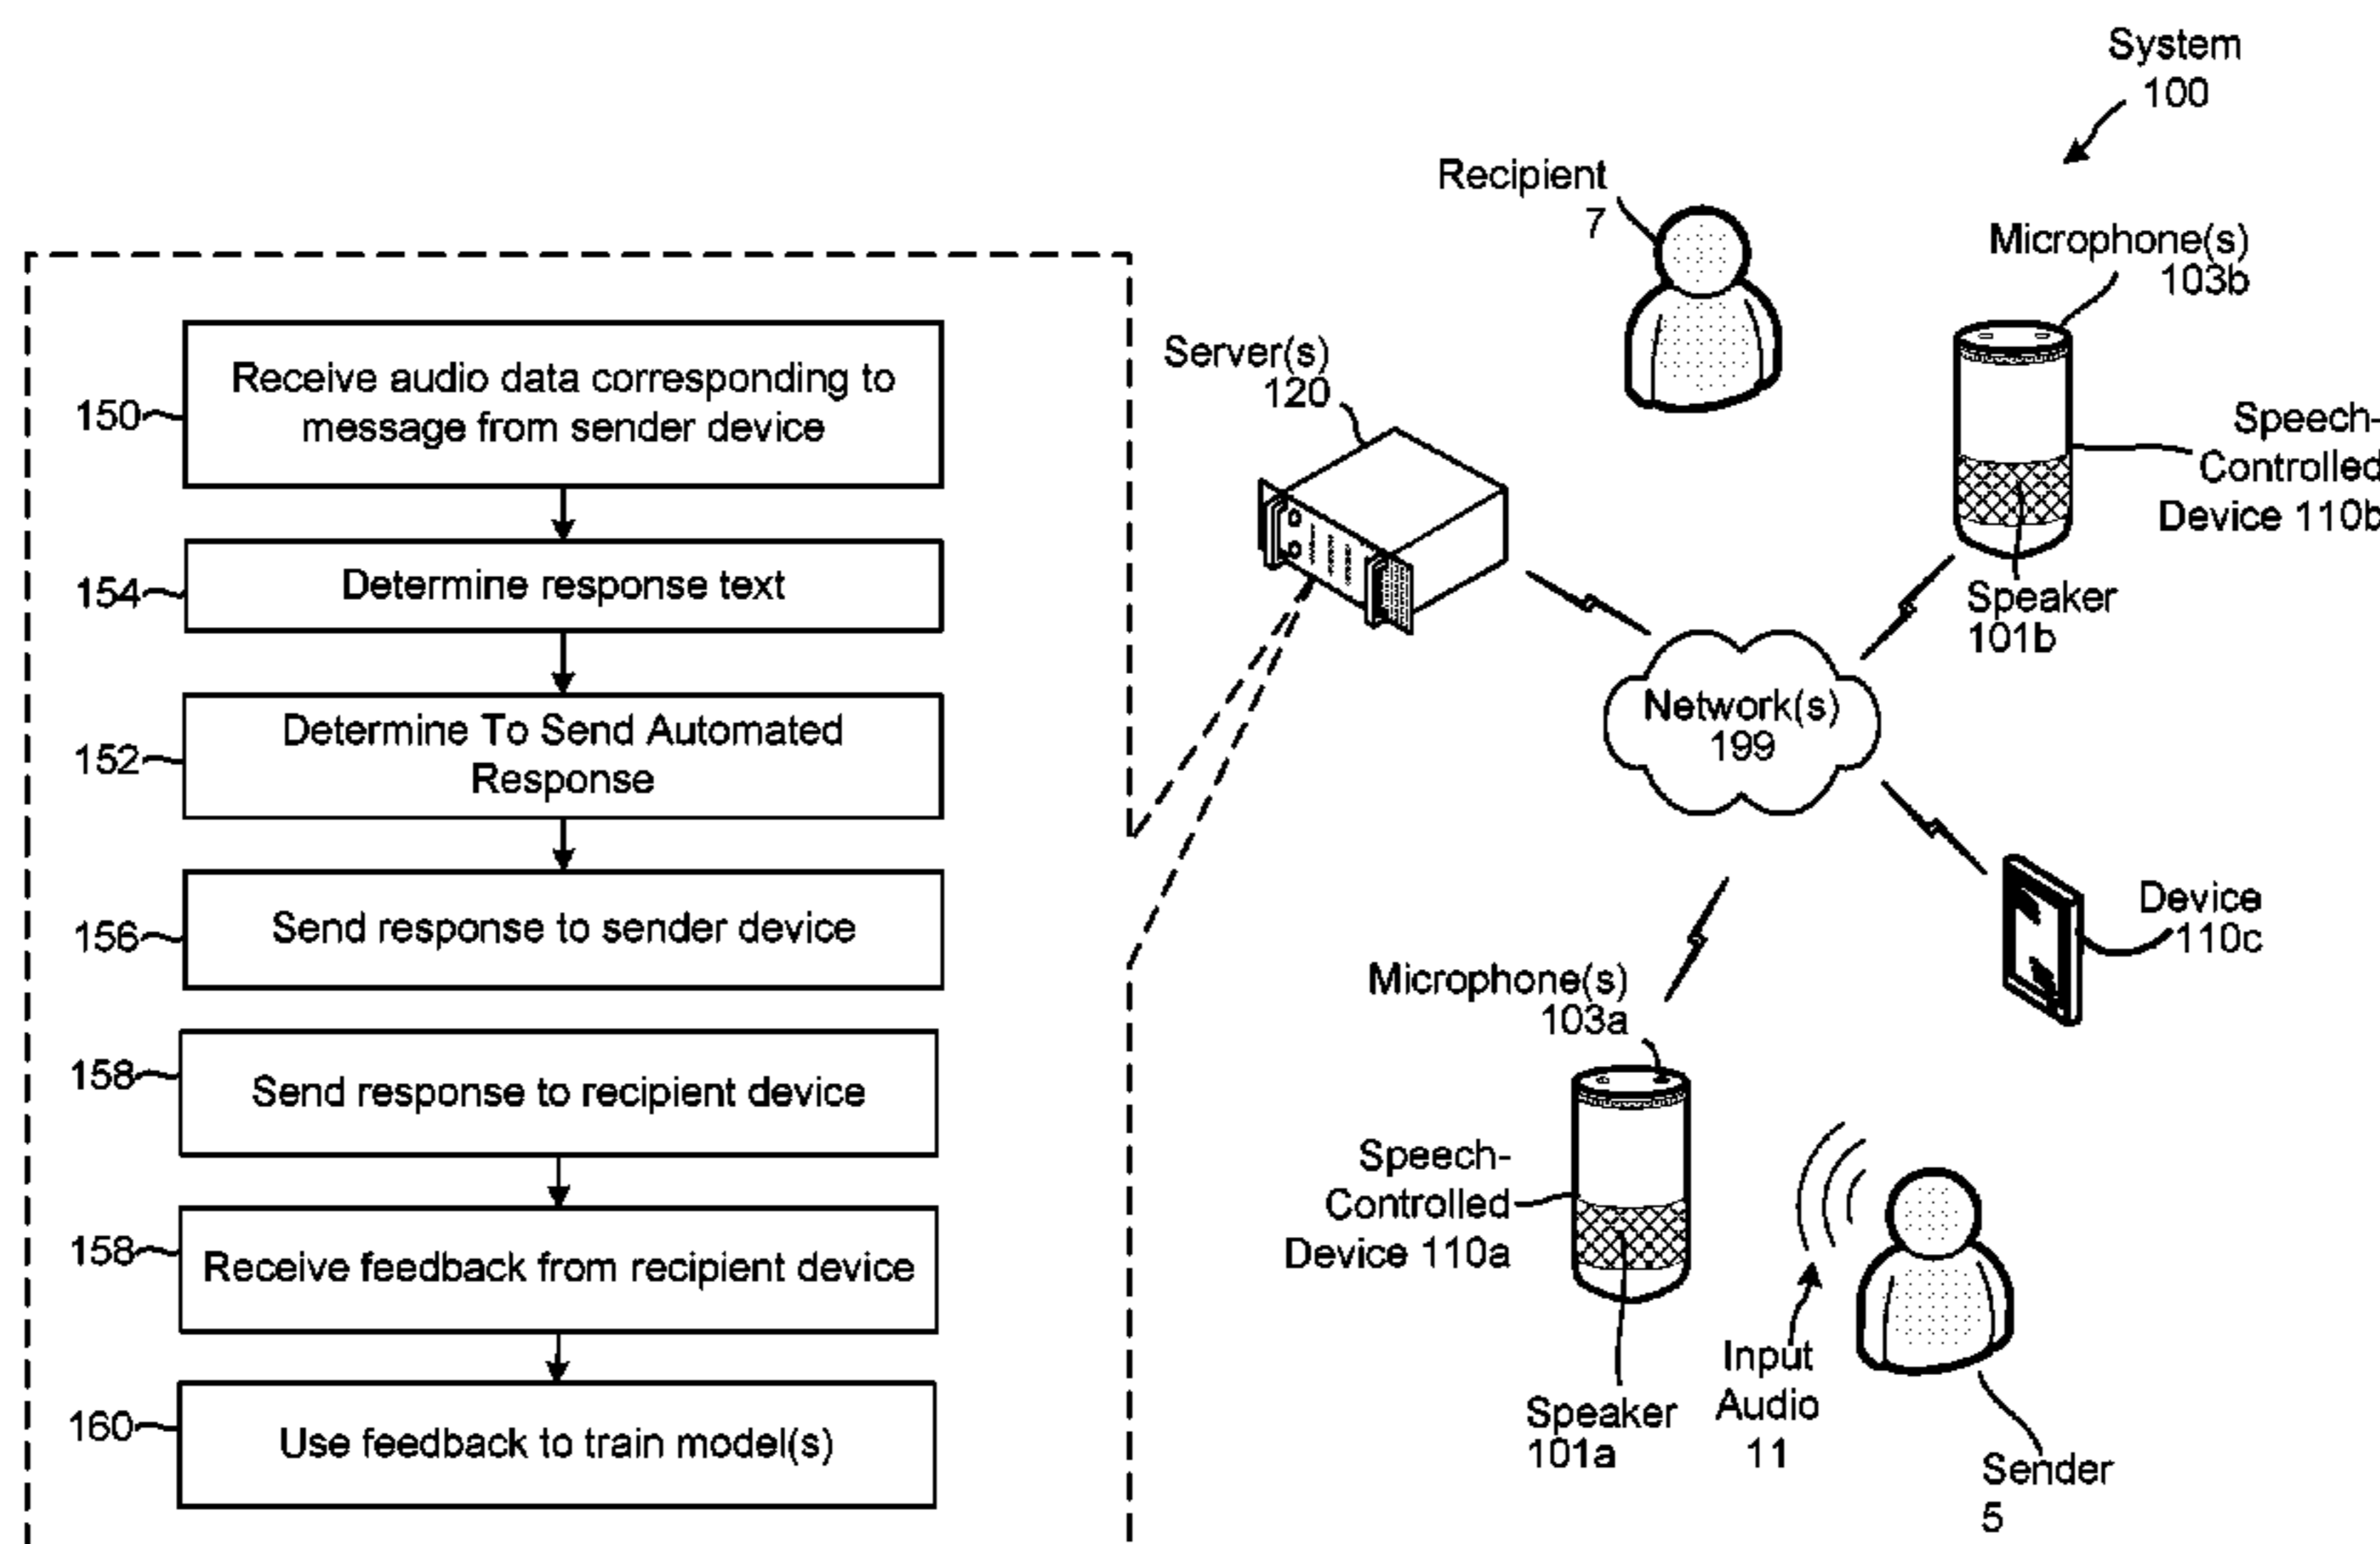 System
100
Recipient
7
Microphone(s)
103b
Server(s)
120
Speech-
Controlled
Device 110b
Speaker
101b
Network(s)
199
Device
110c
Microphone(s)
103a
Speech-
Controlled
Device 110a
Speaker
101a
Input
Audio
11
Sender
5
150
Receive audio data corresponding to
message from sender device
154
Determine response text
152
Determine To Send Automated
Response
156
Send response to sender device
158
Send response to recipient device
158
Receive feedback from recipient device
160
Use feedback to train model(s)